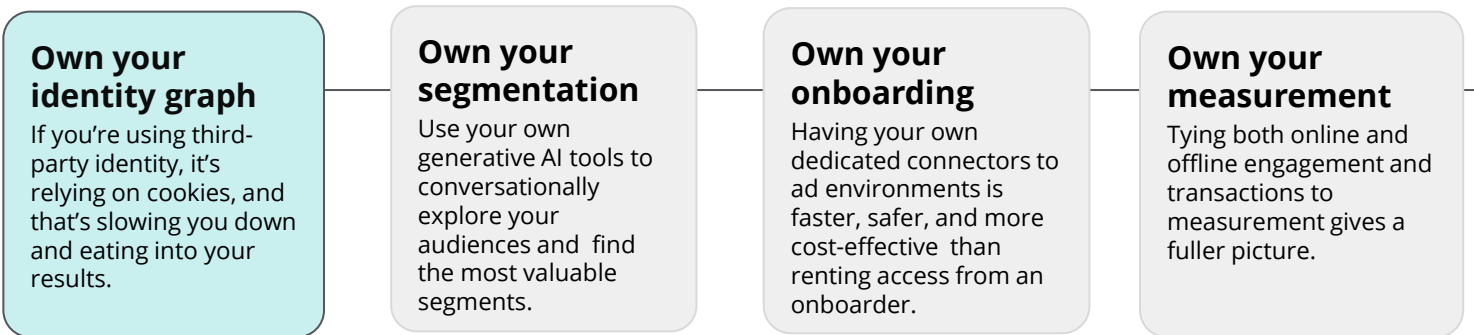 Own your
identity graph
If you’re using third-
party identity, it’s
relying on cookies, and
that’s slowing you down
and eating into your
results.
Own your
segmentation
Use your own
generative AI tools to
conversationally
explore your
audiences and  find
the most valuable
segments.
Own your
onboarding
Having your own
dedicated connectors to
ad environments is
faster, safer, and more
cost-effective  than
renting access from an
onboarder.
Own your
measurement
Tying both online and
offline engagement and
transactions to
measurement gives a
fuller picture.